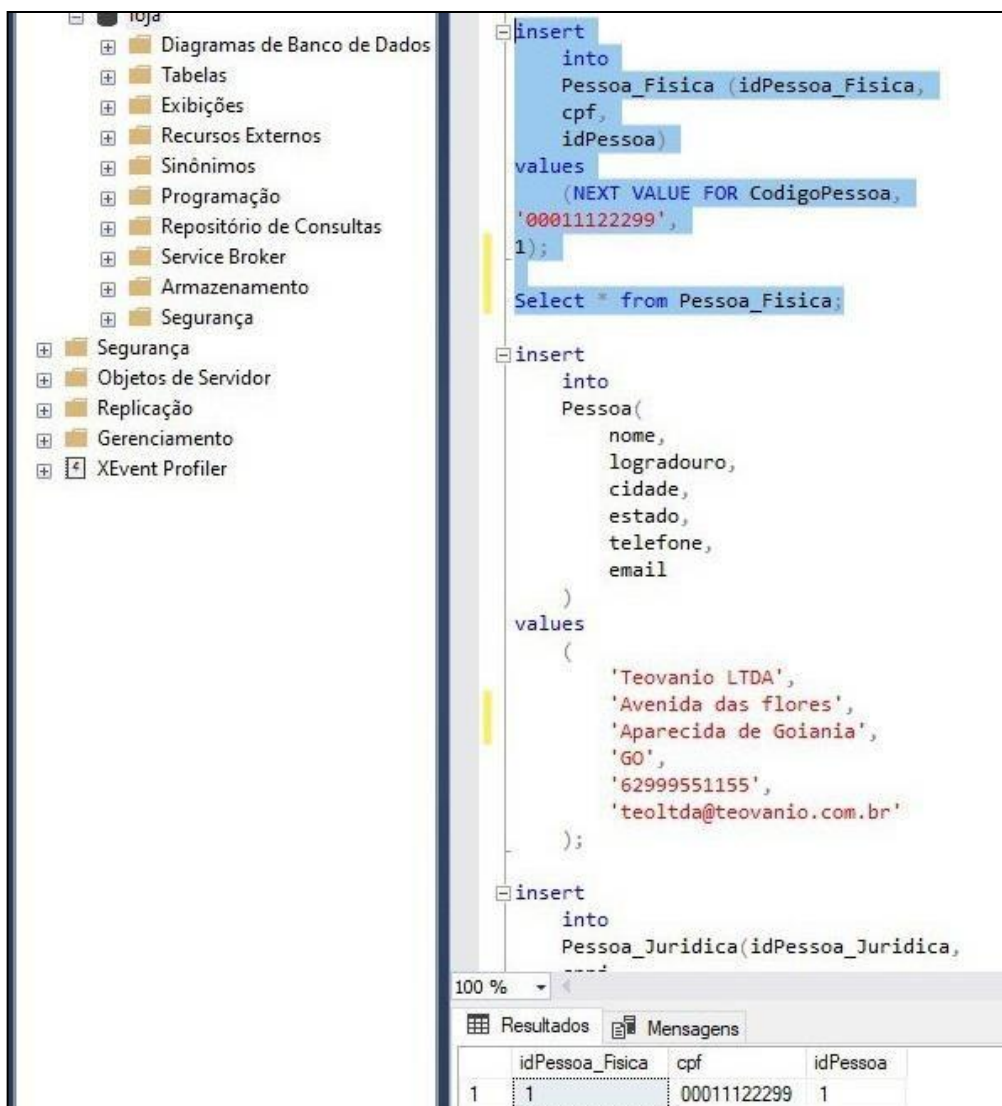 loja
Diagramas de Banco de Dados
Tabelas
Exibições
Recursos Externos
Sinônimos
Programação
Repositório de Consultas
Service Broker
Armazenamento
Segurança
Segurança
Objetos de Servidor
Replicação
Gerenciamento
XEvent Profiler
insert
into
Pessoa_Fisica (idPessoa_Fisica,
cpf,
idPessoa)
values
(NEXT VALUE FOR CodigoPessoa,
'00011122299',
1);
Select * from Pessoa_Fisica;
insert
into
Pessoa(
nome,
logradouro,
cidade,
estado,
telefone,
email
)
values
(
'Teovanio LTDA',
'Avenida das flores',
'Aparecida de Goiania',
'GO',
'62999551155',
'teoltda@teovanio.com.br'
);
insert
into
Pessoa_Juridica(idPessoa_Juridica,
100 %
Resultados Mensagens
idPessoa_Fisica cpf idPessoa
1 1 00011122299 1